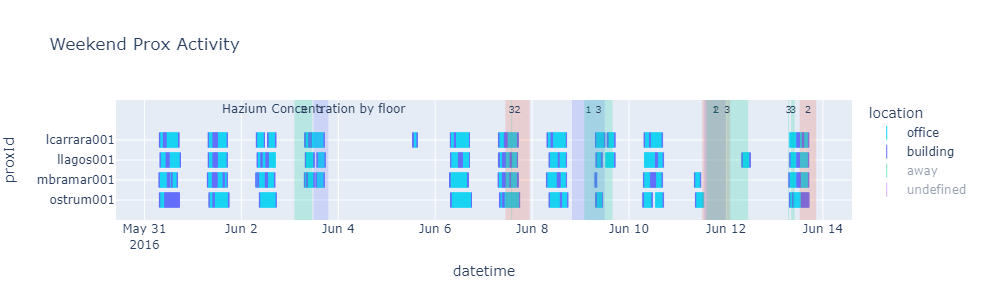 Weekend Prox Activity
Hazium Concentration by floor
32
1 3
2 3
3
2
location
office
building
away
undefined
proxId
lcarrara001
llagos001
mbramar001
ostrum001
May 31
2016
Jun 2
Jun 4
Jun 6
Jun 8
Jun 10
Jun 12
Jun 14
datetime